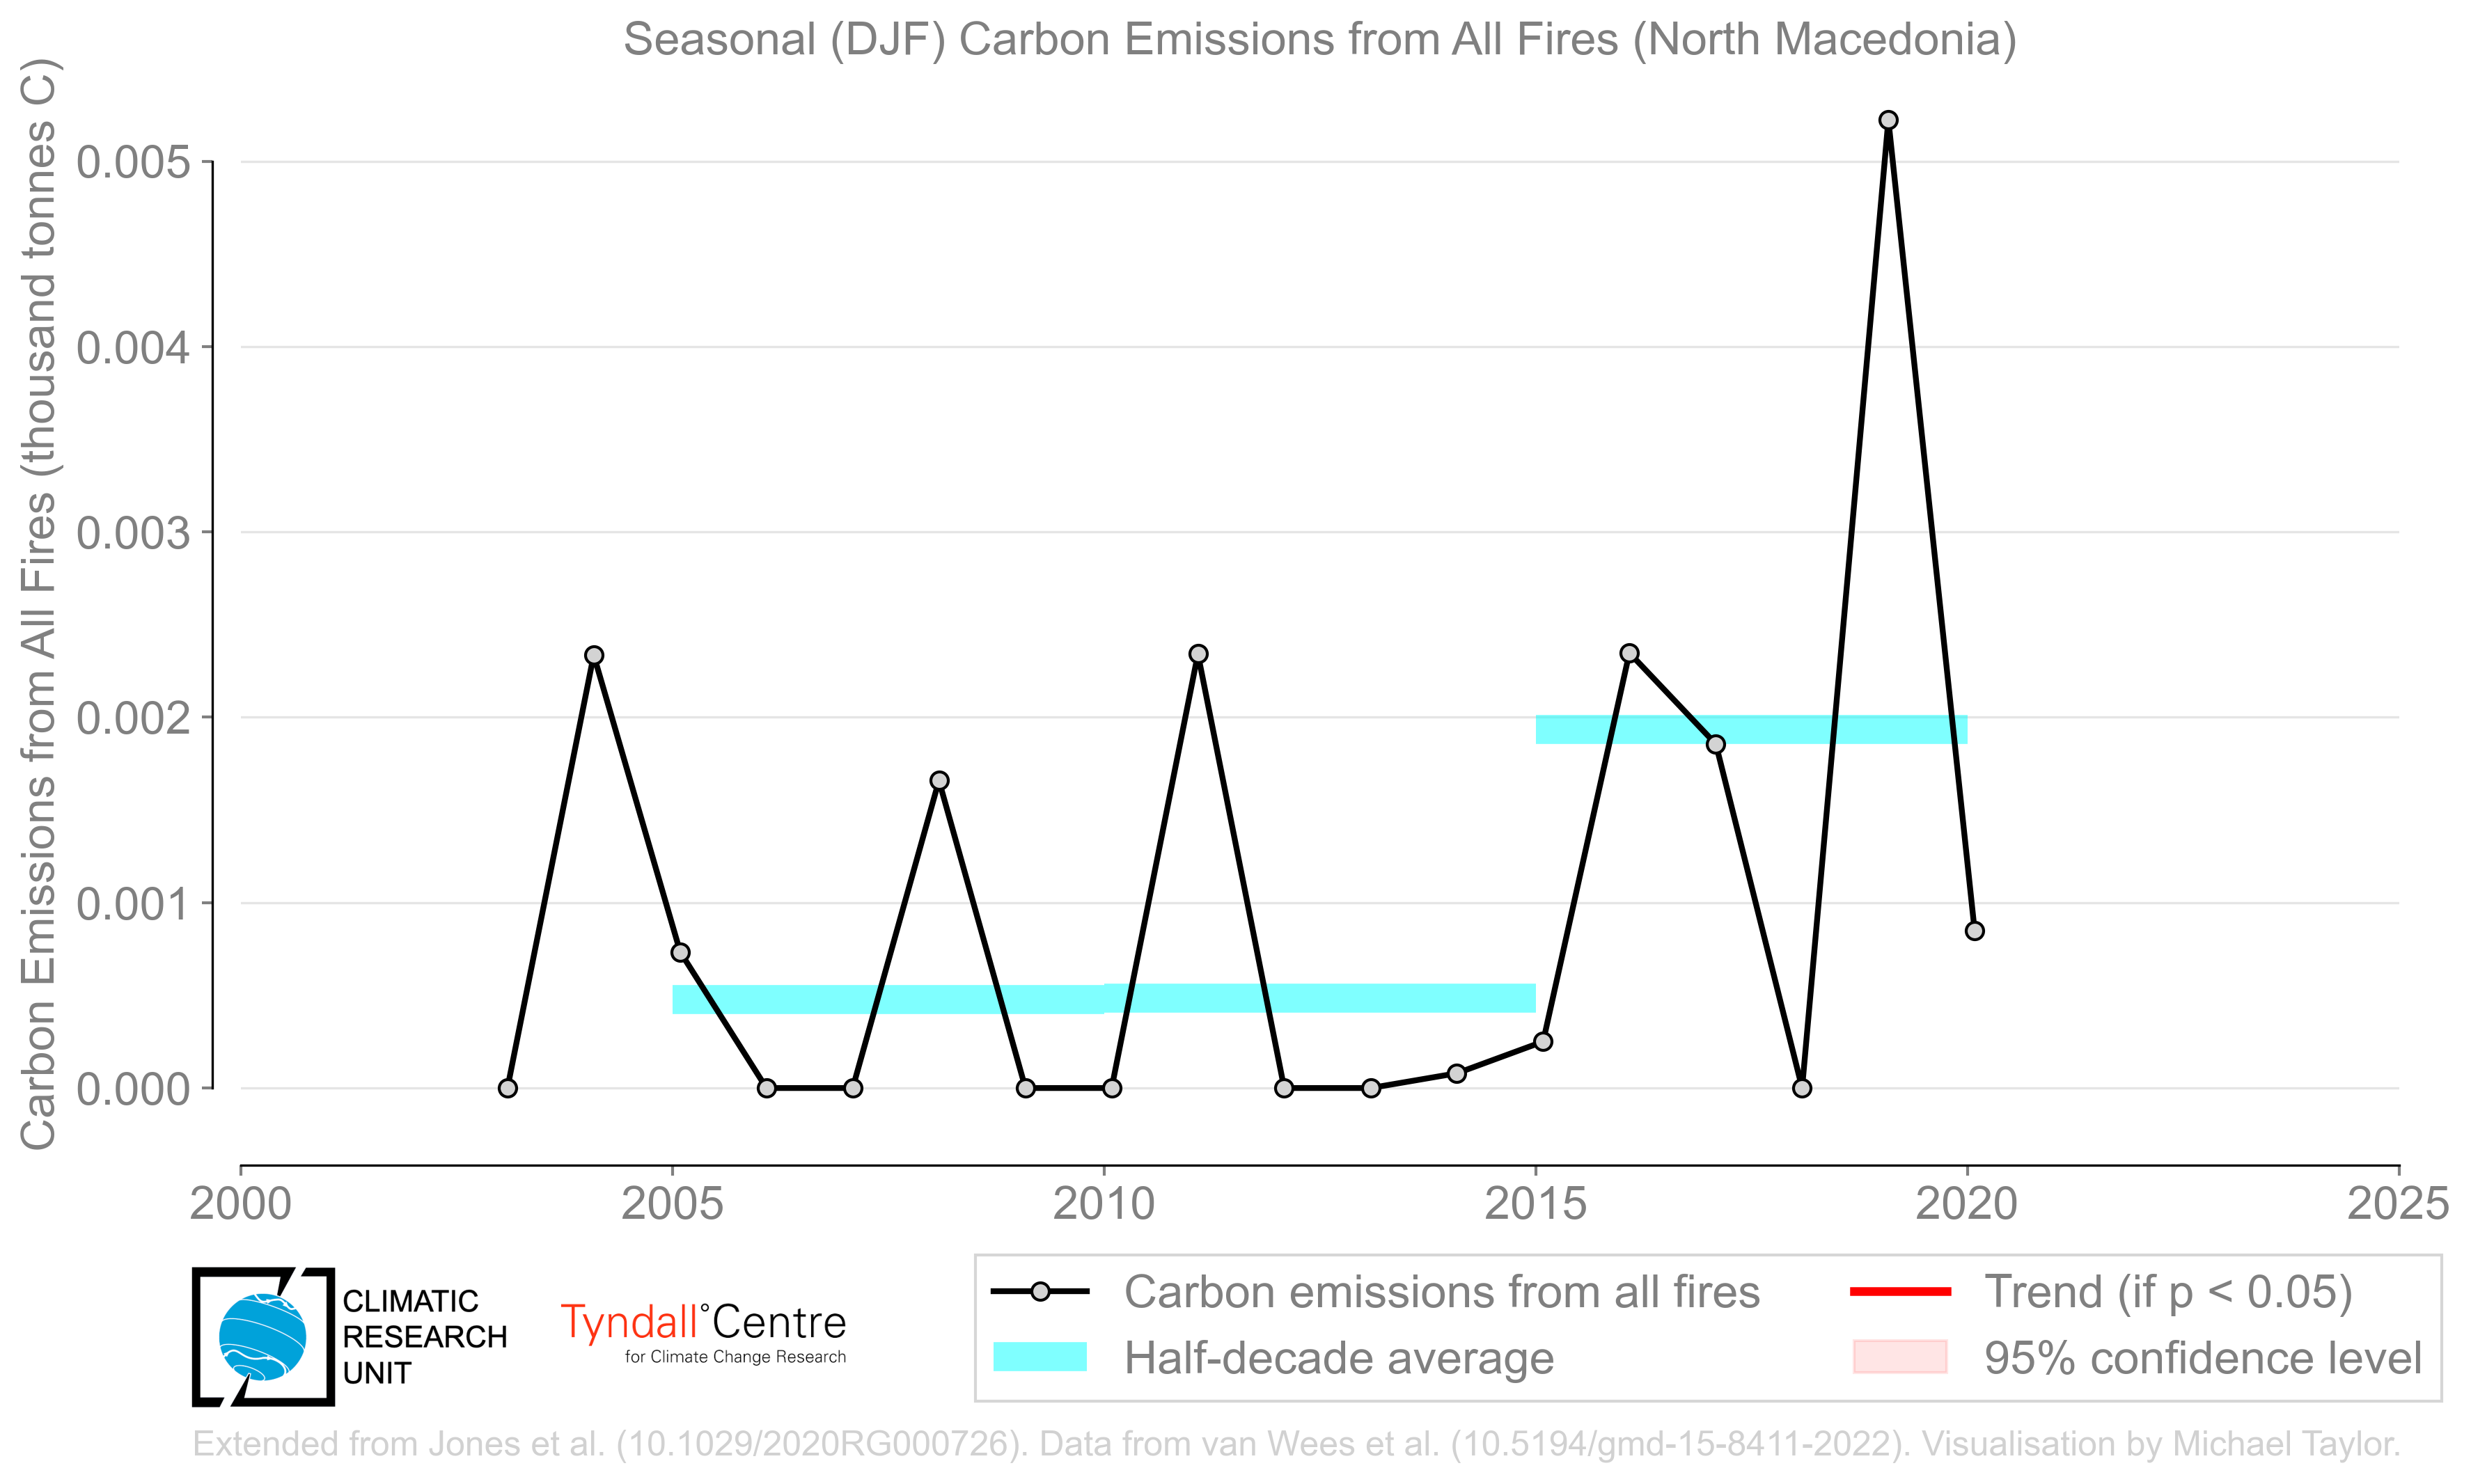 Seasonal (DJF) Carbon Emissions from All Fires (North Macedonia)
Carbon Emissions from All Fires (thousand tonnes C)
0.005
0.004
0.003
0.002
0.001
0.000
2000 2005 2010 2015 2020 2025
CLIMATIC
RESEARCH
UNIT
Tyndall°Centre
for Climate Change Research
Carbon emissions from all fires
Half-decade average
Trend (if p < 0.05)
95% confidence level
Extended from Jones et al. (10.1029/2020RG000726). Data from van Wees et al. (10.5194/gmd-15-8411-2022). Visualisation by Michael Taylor.